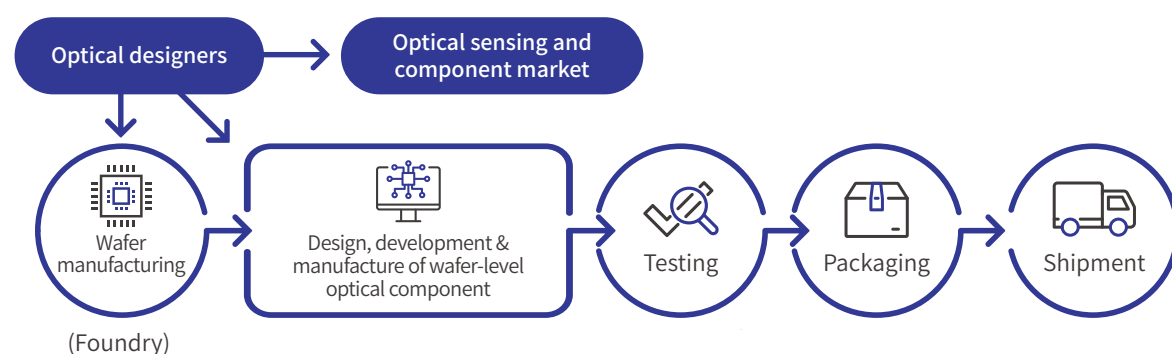 Optical designers
Optical sensing and
component market
Wafer
manufacturing
(Foundry)
Design, development &
manufacture of wafer-level
optical component
Testing
Packaging
Shipment